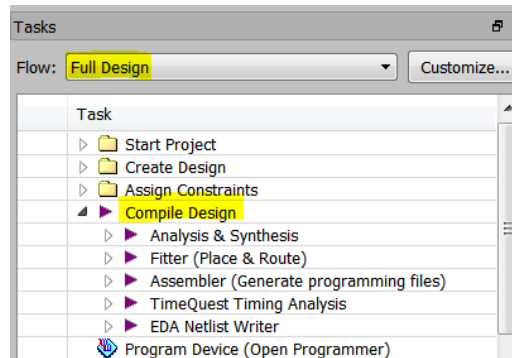 Tasks
Flow: Full Design Customize...
Task
Start Project
Create Design
Assign Constraints
Compile Design
Analysis & Synthesis
Fitter (Place & Route)
Assembler (Generate programming files)
TimeQuest Timing Analysis
EDA Netlist Writer
Program Device (Open Programmer)